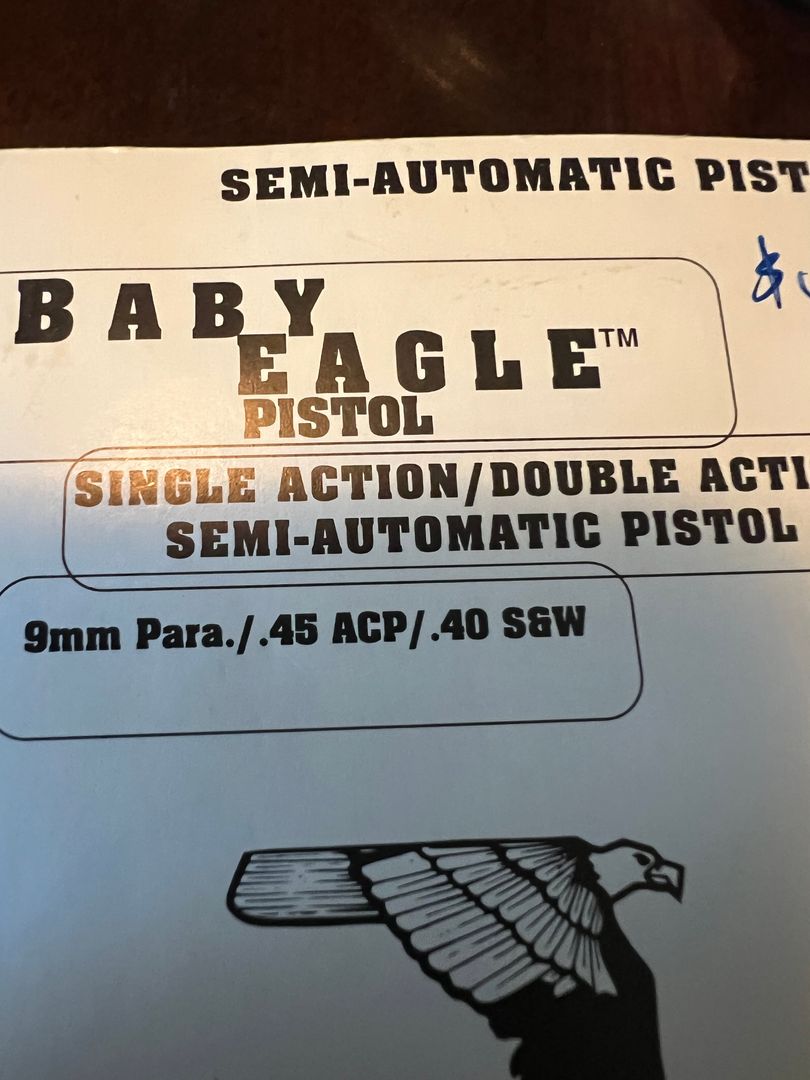 SEMI-AUTOMATIC PIST
$
BABY
EAGLE™
PISTOL
SINGLE ACTION/DOUBLE ACTI
SEMI-AUTOMATIC PISTOL
9mm Para./.45 ACP/.40 S&W